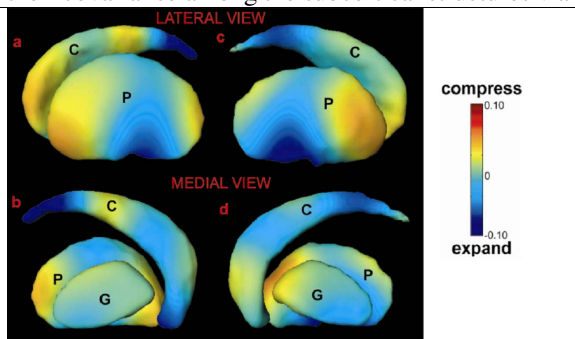 LATERAL VIEW
a
c
C
C
P
P
compress
0.10
0
-0.10
expand
MEDIAL VIEW
b
d
C
C
P
P
G
G